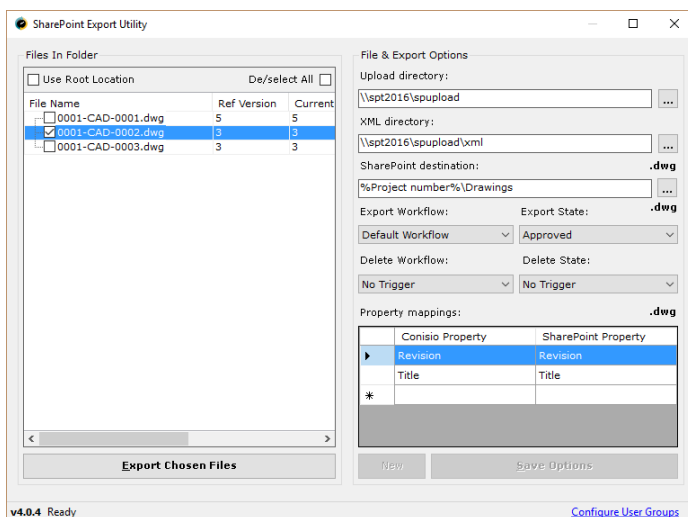 SharePoint Export Utility
Files In Folder
Use Root Location De/select All
File Name Ref Version Current
0001-CAD-0001.dwg 5 5
0001-CAD-0002.dwg 3 3
0001-CAD-0003.dwg 3 3
Export Chosen Files
File & Export Options
Upload directory:
\\spt2016\spupload
...
XML directory:
\\spt2016\spupload\xml
...
SharePoint destination: .dwg
%Project number%\Drawings
...
Export Workflow: Export State: .dwg
Default Workflow Approved
Delete Workflow: Delete State:
No Trigger No Trigger
Property mappings: .dwg
Conisio Property SharePoint Property
Revision Revision
Title Title
New Save Options
v4.0.4 Ready Configure User Groups